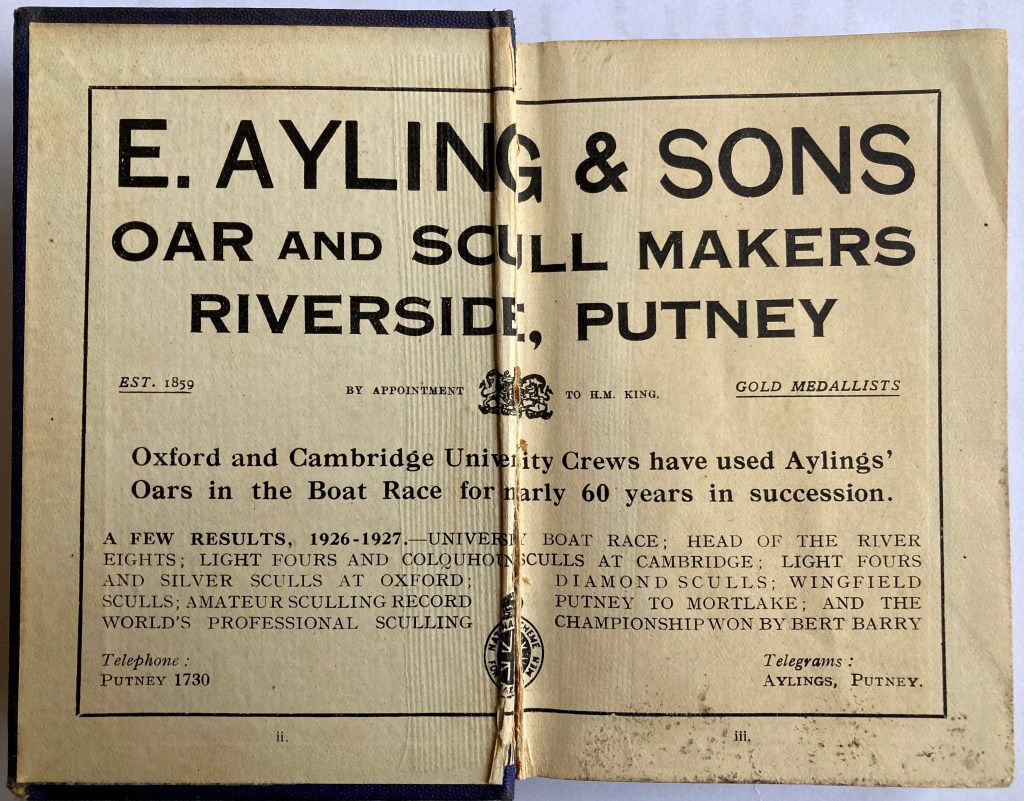 E. AYLING & SONS
OAR AND SCULL MAKERS
RIVERSIDE, PUTNEY
EST. 1859
BY APPOINTMENT TO H.M. KING.
GOLD MEDALLISTS
Oxford and Cambridge University Crews have used Aylings'
Oars in the Boat Race for nearly 60 years in succession.
A FEW RESULTS, 1926-1927.—UNIVERSITY BOAT RACE; HEAD OF THE RIVER
EIGHTS; LIGHT FOURS AND COLQUHOUN SCULLS AT CAMBRIDGE; LIGHT FOURS
AND SILVER SCULLS AT OXFORD; DIAMOND SCULLS; WINGFIELD
SCULLS; AMATEUR SCULLING RECORD PUTNEY TO MORTLAKE; AND THE
WORLD'S PROFESSIONAL SCULLING CHAMPIONSHIP WON BY BERT BARRY
Telephone :
PUTNEY 1730
Telegrams :
AYLINGS, PUTNEY.
ii.
iii.